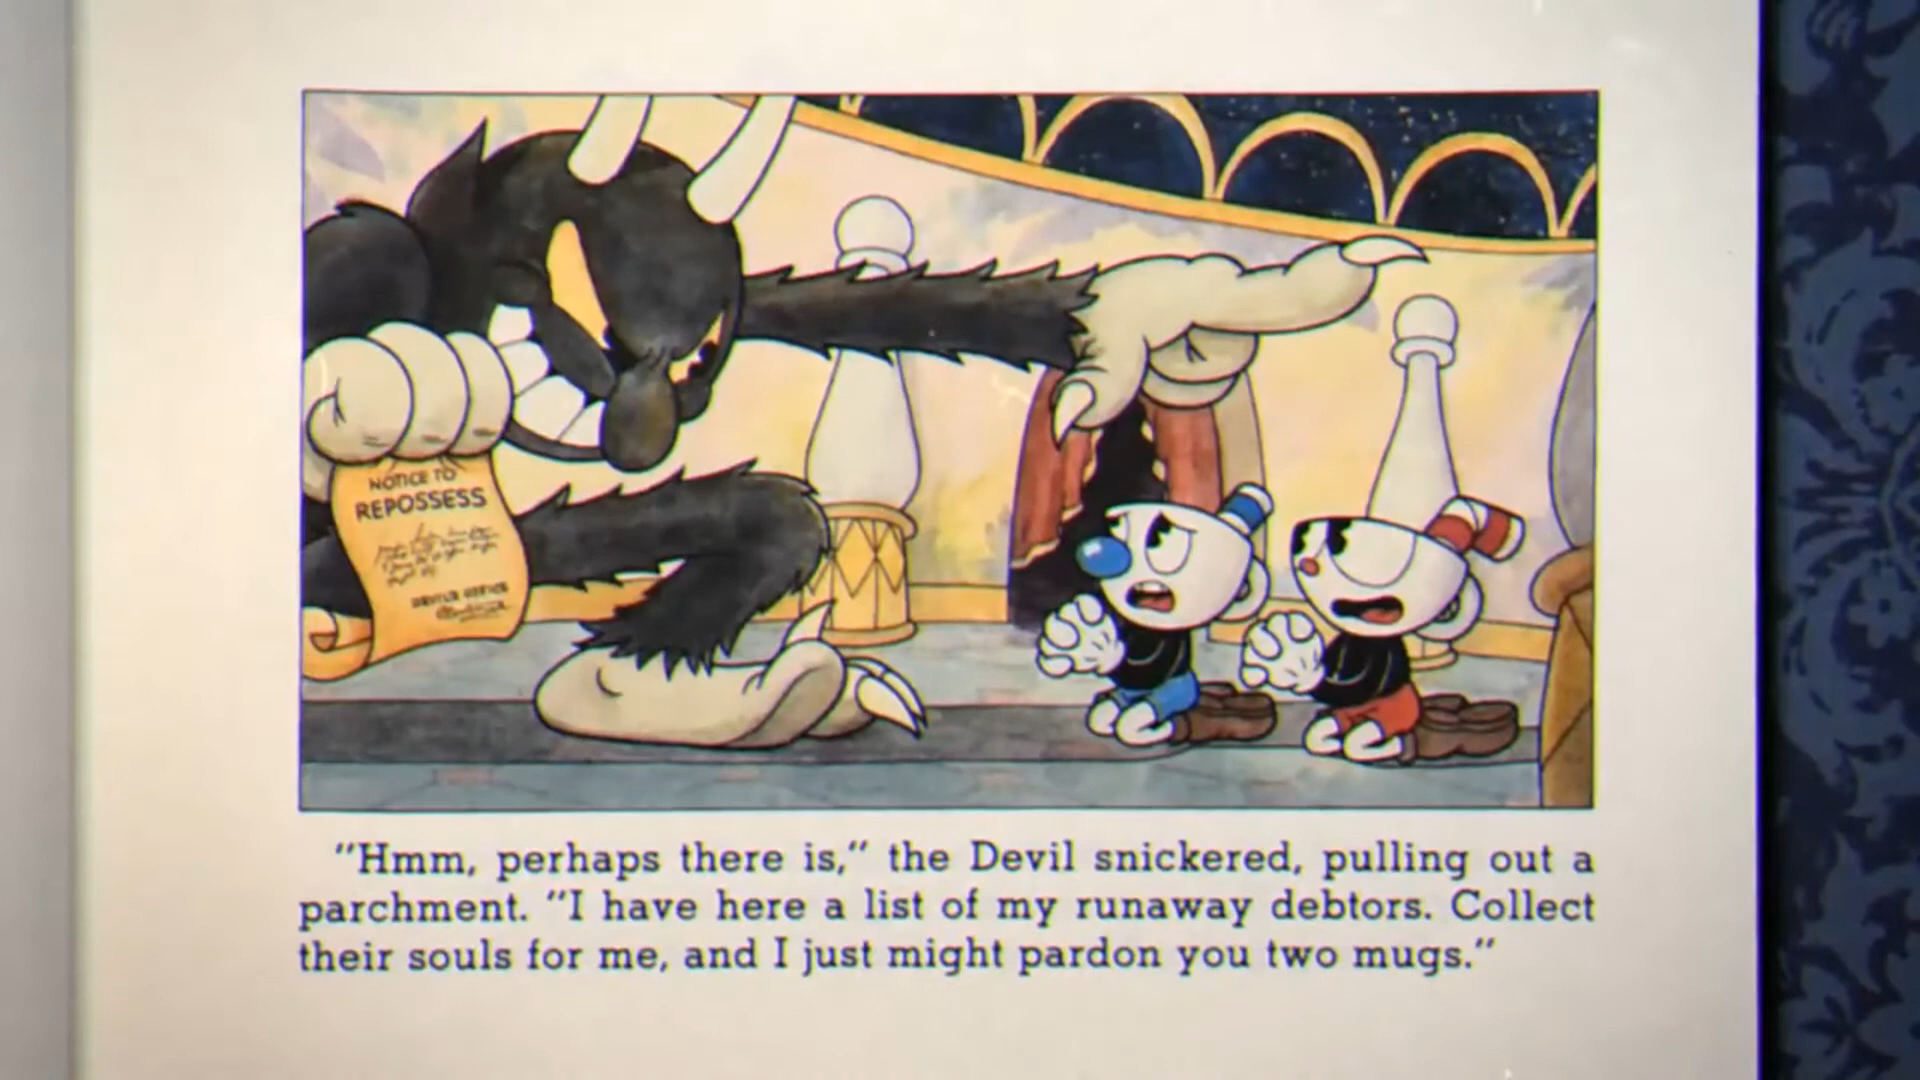 NOTICE TO
REPOSSESS
"Hmm, perhaps there is," the Devil snickered, pulling out a
parchment. "I have here a list of my runaway debtors. Collect
their souls for me, and I just might pardon you two mugs."